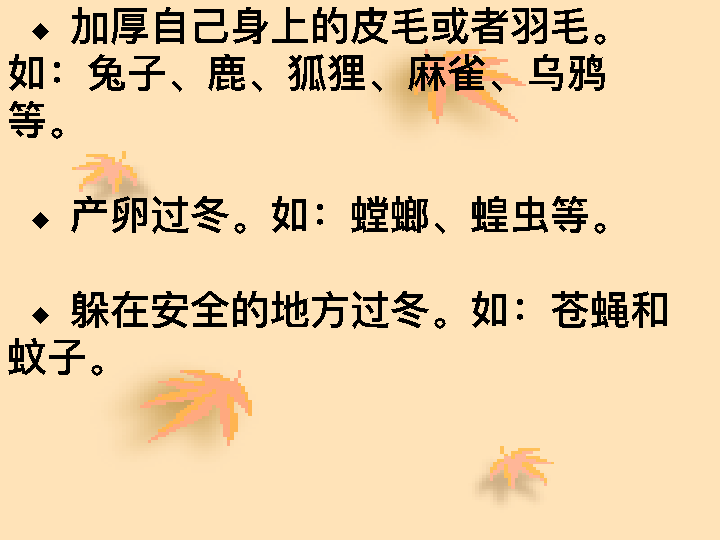 ◆ 加厚自己身上的皮毛或者羽毛。
如：兔子、鹿、狐狸、麻雀、乌鸦
等。
◆ 产卵过冬。如：螳螂、蝗虫等。
◆ 躲在安全的地方过冬。如：苍蝇和
蚊子。